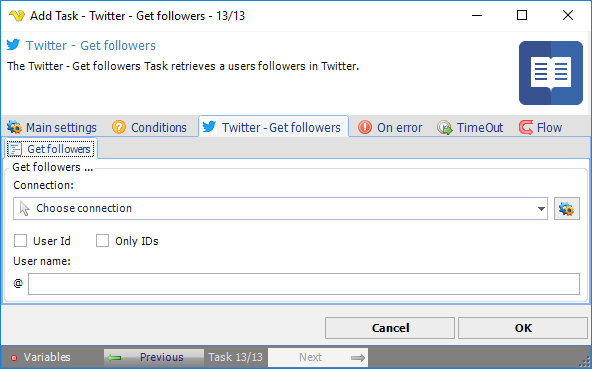 Add Task - Twitter - Get followers - 13/13
Twitter - Get followers
The Twitter - Get followers Task retrieves a users followers in Twitter.
Main settings Conditions Twitter - Get followers On error TimeOut Flow
Get followers
Get followers ...
Connection:
Choose connection
User Id Only IDs
User name:
@
Cancel OK
Variables Previous Task 13/13 Next